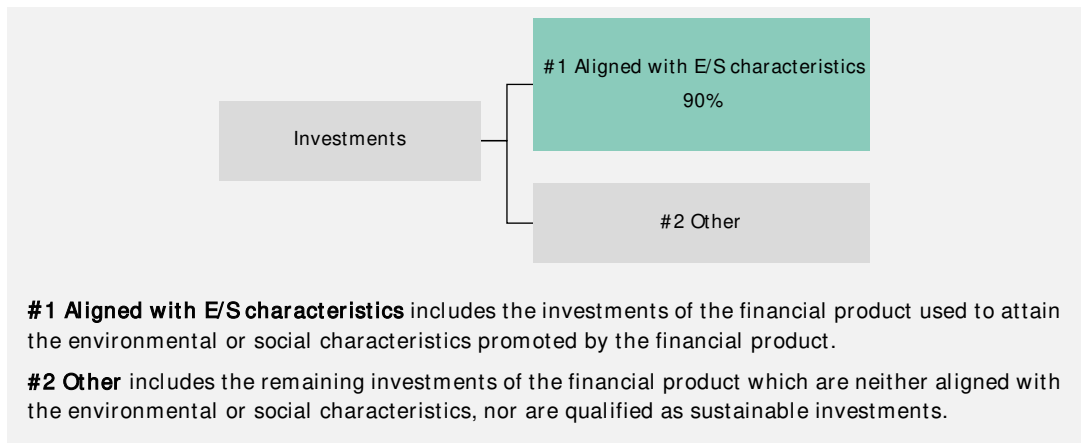 #1 Aligned with E/S characteristics
90%
Investments
#2 Other
#1 Aligned with E/S characteristics includes the investments of the financial product used to attain
the environmental or social characteristics promoted by the financial product.
#2 Other includes the remaining investments of the financial product which are neither aligned with
the environmental or social characteristics, nor are qualified as sustainable investments.